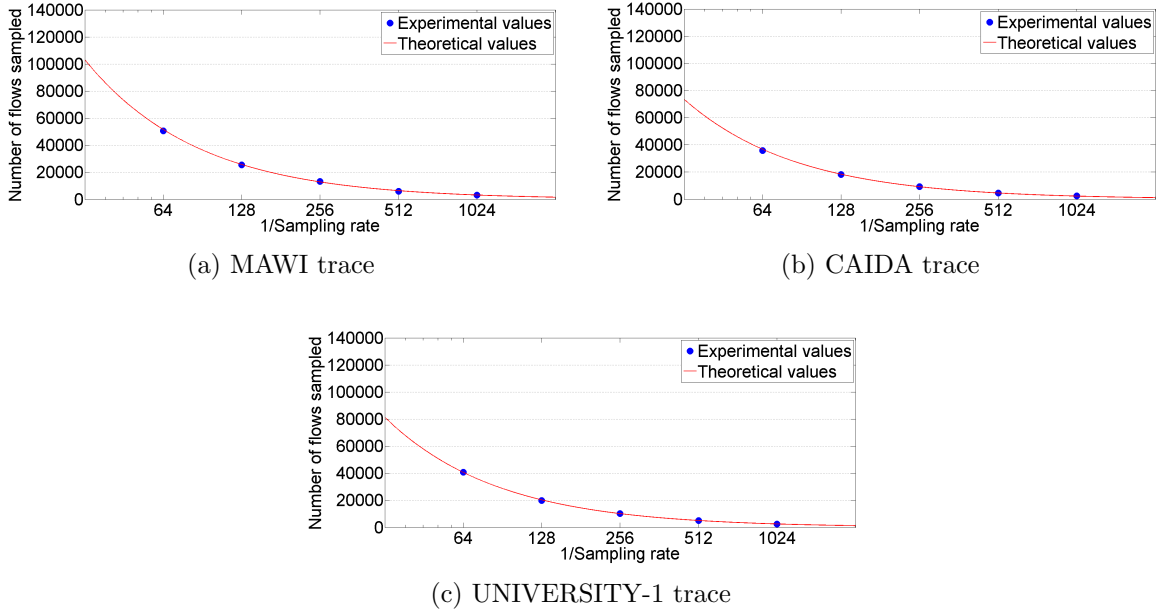 140000
120000
100000
80000
60000
40000
20000
0
Number of flows sampled
Experimental values
Theoretical values
64 128 256 512 1024
1/Sampling rate
(a) MAWI trace
140000
120000
100000
80000
60000
40000
20000
0
Number of flows sampled
Experimental values
Theoretical values
64 128 256 512 1024
1/Sampling rate
(b) CAIDA trace
140000
120000
100000
80000
60000
40000
20000
0
Number of flows sampled
Experimental values
Theoretical values
64 128 256 512 1024
1/Sampling rate
(c) UNIVERSITY-1 trace